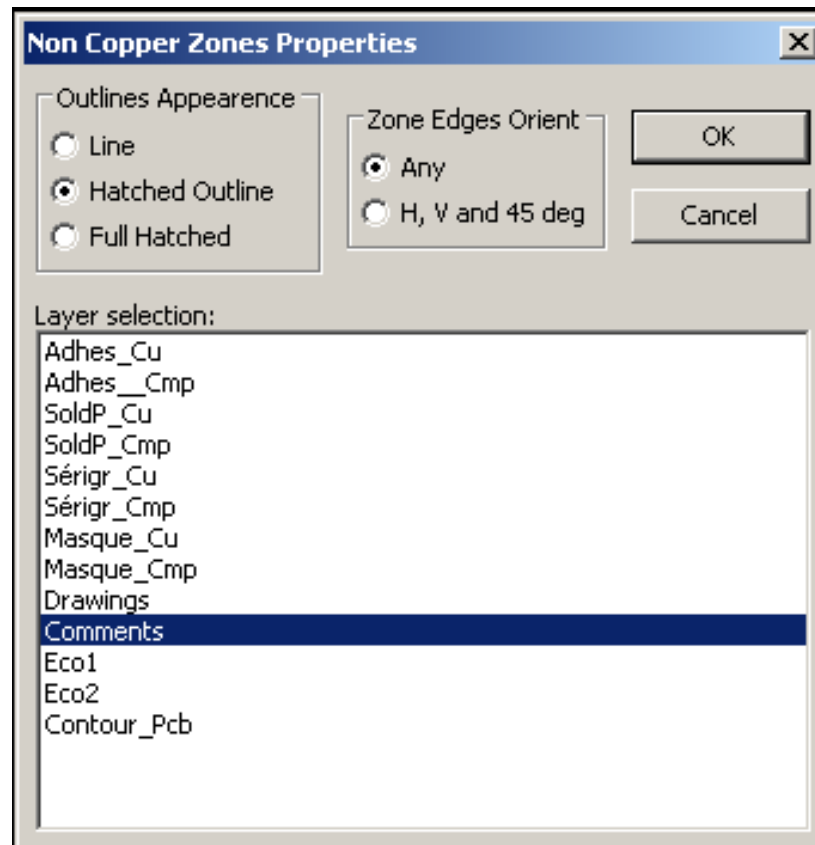 Non Copper Zones Properties
Outlines Appearence
Line
Hatched Outline
Full Hatched
Zone Edges Orient
Any
H, V and 45 deg
OK
Cancel
Layer selection:
Adhes_Cu
Adhes__Cmp
SoldP_Cu
SoldP_Cmp
Sérigr_Cu
Sérigr_Cmp
Masque_Cu
Masque_Cmp
Drawings
Comments
Eco1
Eco2
Contour_Pcb